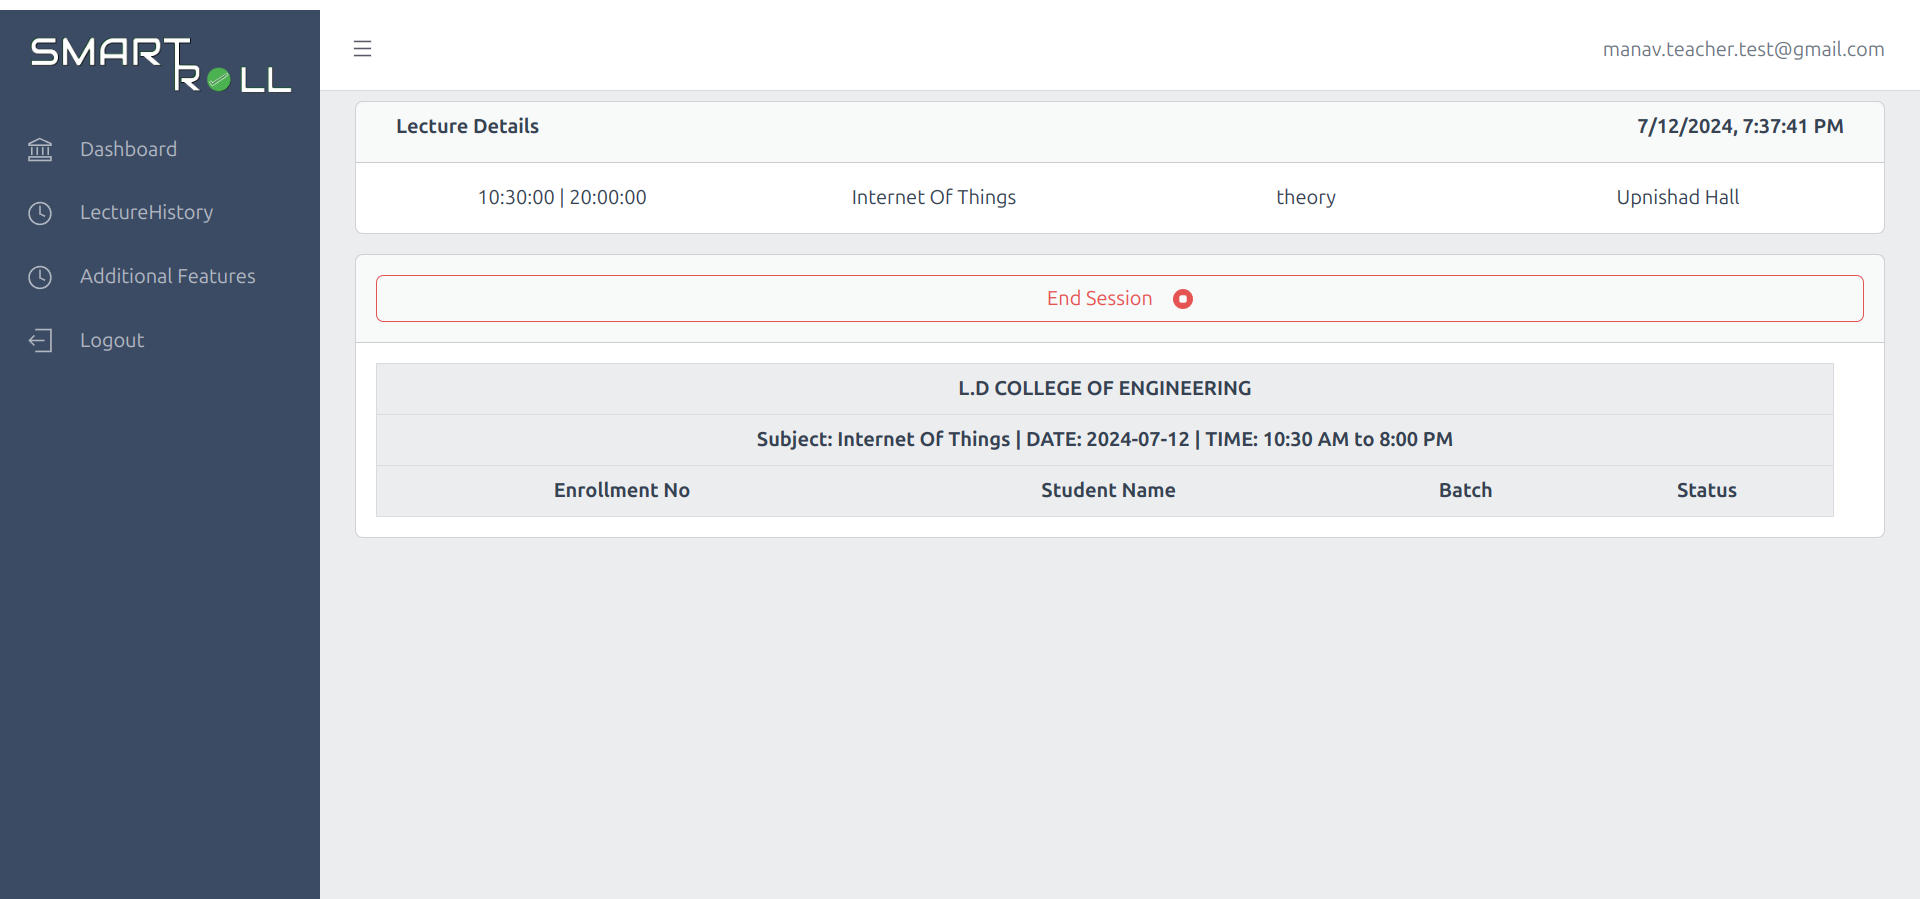 SMART ROLL
manav.teacher.test@gmail.com
Dashboard
LectureHistory
Additional Features
Logout
Lecture Details 7/12/2024, 7:37:41 PM
10:30:00 | 20:00:00 Internet Of Things theory Upnishad Hall
End Session
L.D COLLEGE OF ENGINEERING
Subject: Internet Of Things | DATE: 2024-07-12 | TIME: 10:30 AM to 8:00 PM
Enrollment No Student Name Batch Status